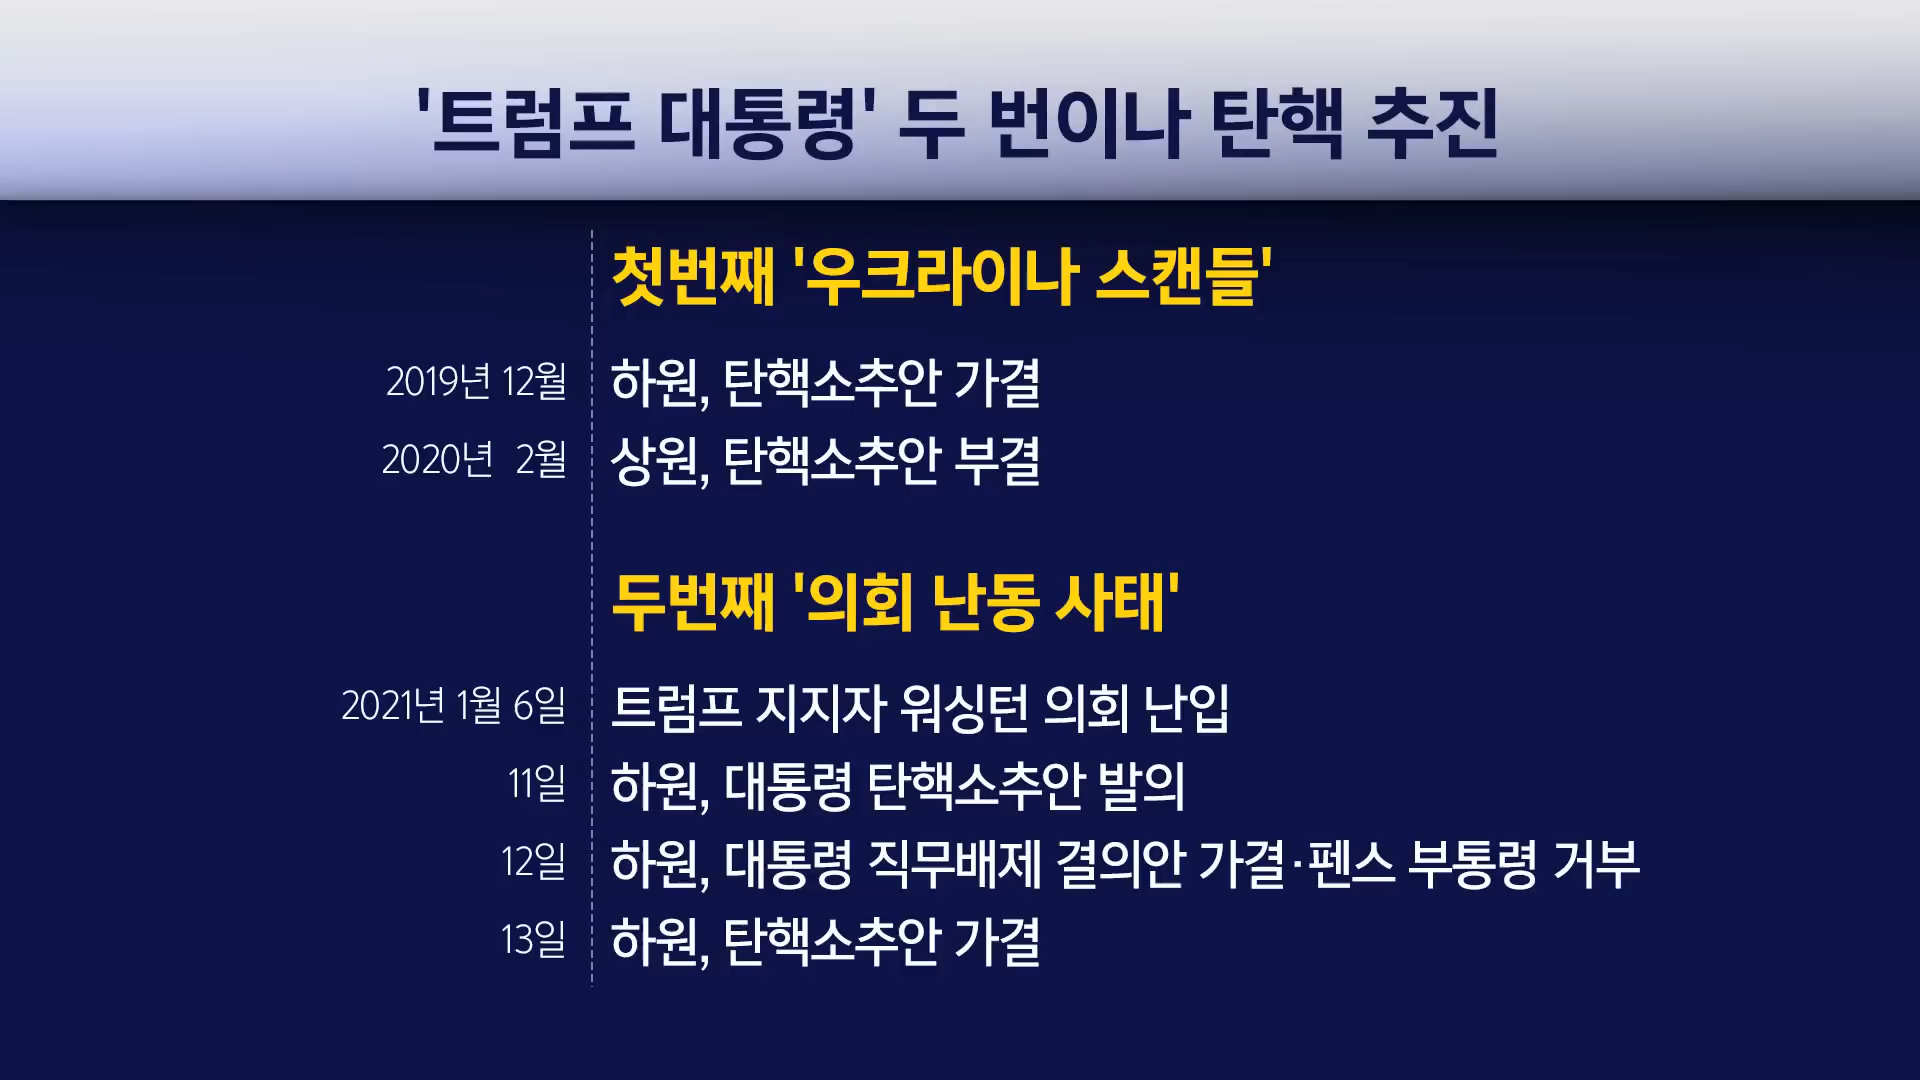 '트럼프 대통령' 두 번이나 탄핵 추진
첫번째 '우크라이나 스캔들'
2019년 12월 하원, 탄핵소추안 가결
2020년 2월 상원, 탄핵소추안 부결
두번째 '의회 난동 사태'
2021년 1월 6일 트럼프 지지자 워싱턴 의회 난입
11일 하원, 대통령 탄핵소추안 발의
12일 하원, 대통령 직무배제 결의안 가결·펜스 부통령 거부
13일 하원, 탄핵소추안 가결